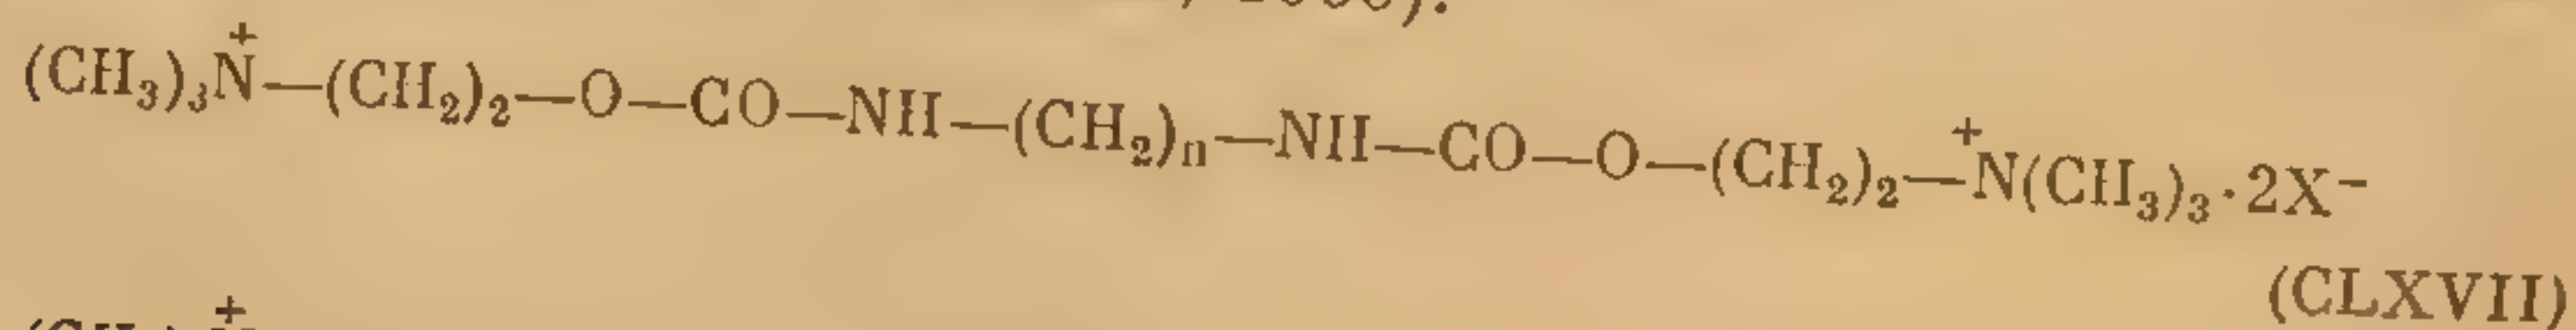 (CH₃)₃N⁺—(CH₂)₂—O—CO—NH—(CH₂)ₙ—NH—CO—O—(CH₂)₂—N⁺(CH₃)₃·2X⁻
(CLXVII)